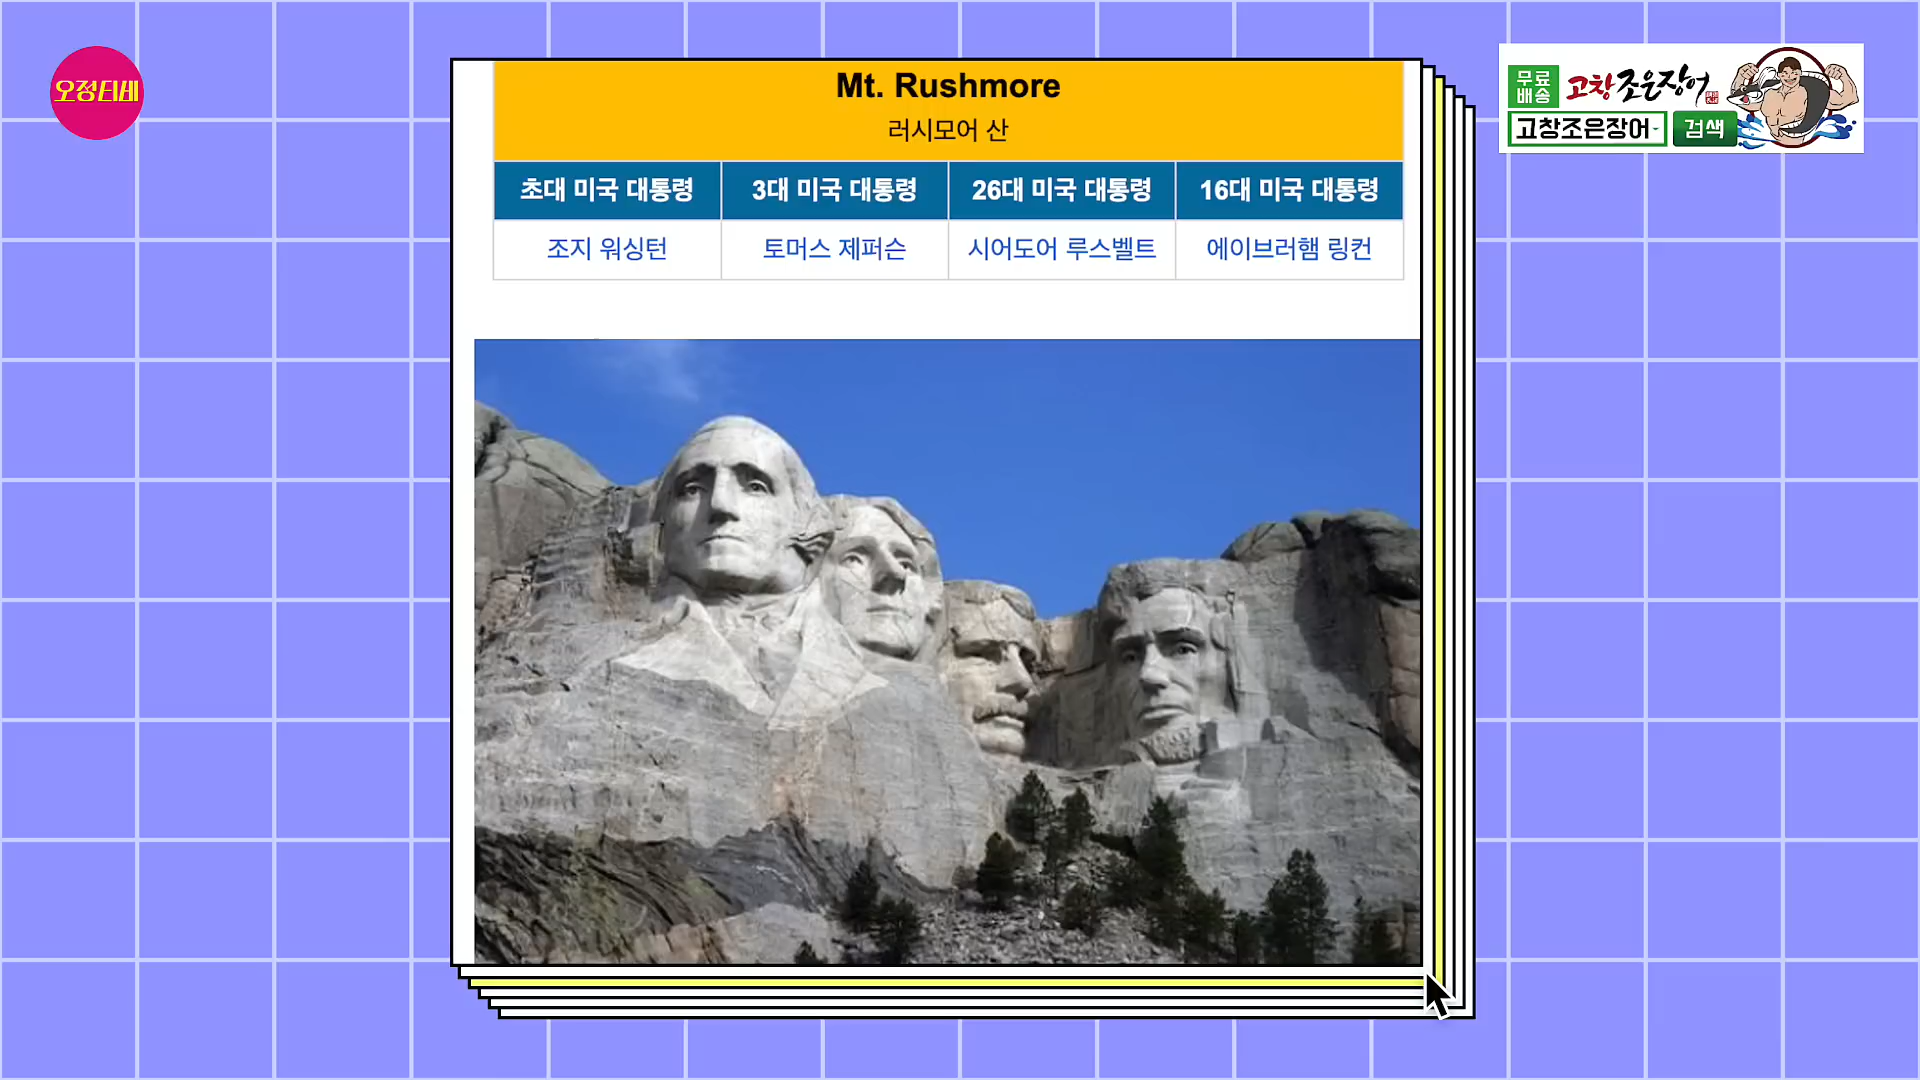 오정티비
Mt. Rushmore
러시모어 산
초대 미국 대통령 3대 미국 대통령 26대 미국 대통령 16대 미국 대통령
조지 워싱턴 토머스 제퍼슨 시어도어 루스벨트 에이브러햄 링컨
무료
배송
고창조은장어
고창조은장어 검색